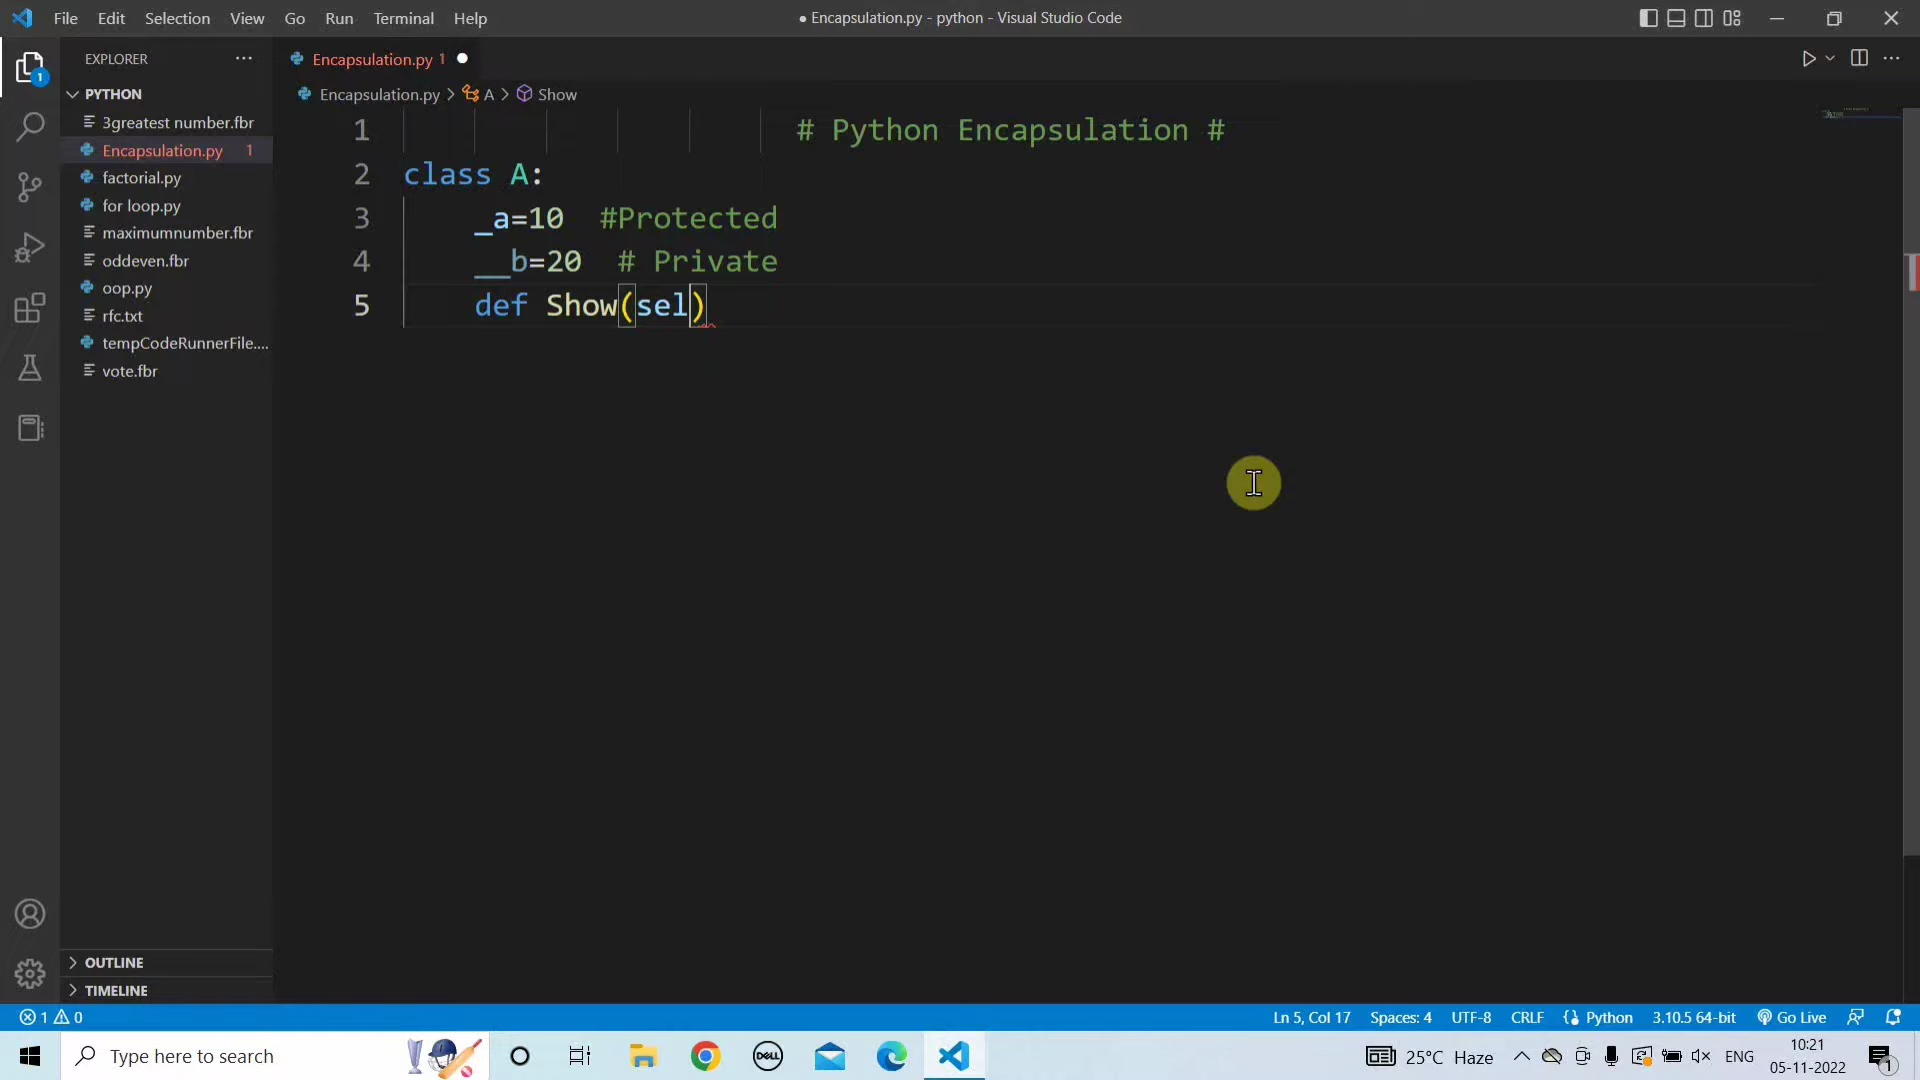 File Edit Selection View Go Run Terminal Help
● Encapsulation.py - python - Visual Studio Code
EXPLORER
Encapsulation.py 1
PYTHON
Encapsulation.py > A > Show
3greatest number.fbr
Encapsulation.py 1
factorial.py
for loop.py
maximumnumber.fbr
oddeven.fbr
oop.py
rfc.txt
tempCodeRunnerFile....
vote.fbr
1 # Python Encapsulation #
2 class A:
3 _a=10 #Protected
4 __b=20 # Private
5 def Show(sel)
1
OUTLINE
TIMELINE
1 0
Ln 5, Col 17 Spaces: 4 UTF-8 CRLF Python 3.10.5 64-bit Go Live
Type here to search
DELL
25°C Haze
ENG
10:21
05-11-2022
1